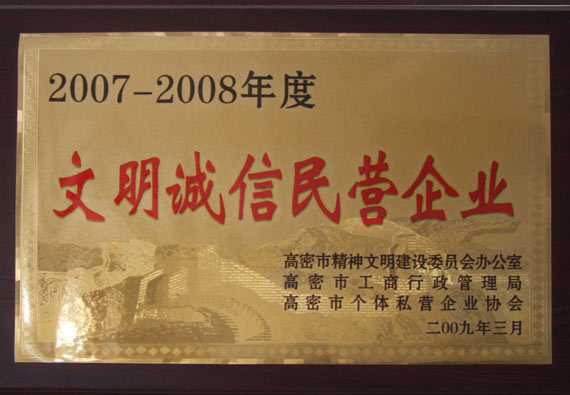 2007-2008年度
文明诚信民营企业
高密市精神文明建设委员会办公室
高密市工商行政管理局
高密市个体私营企业协会
二00九年三月